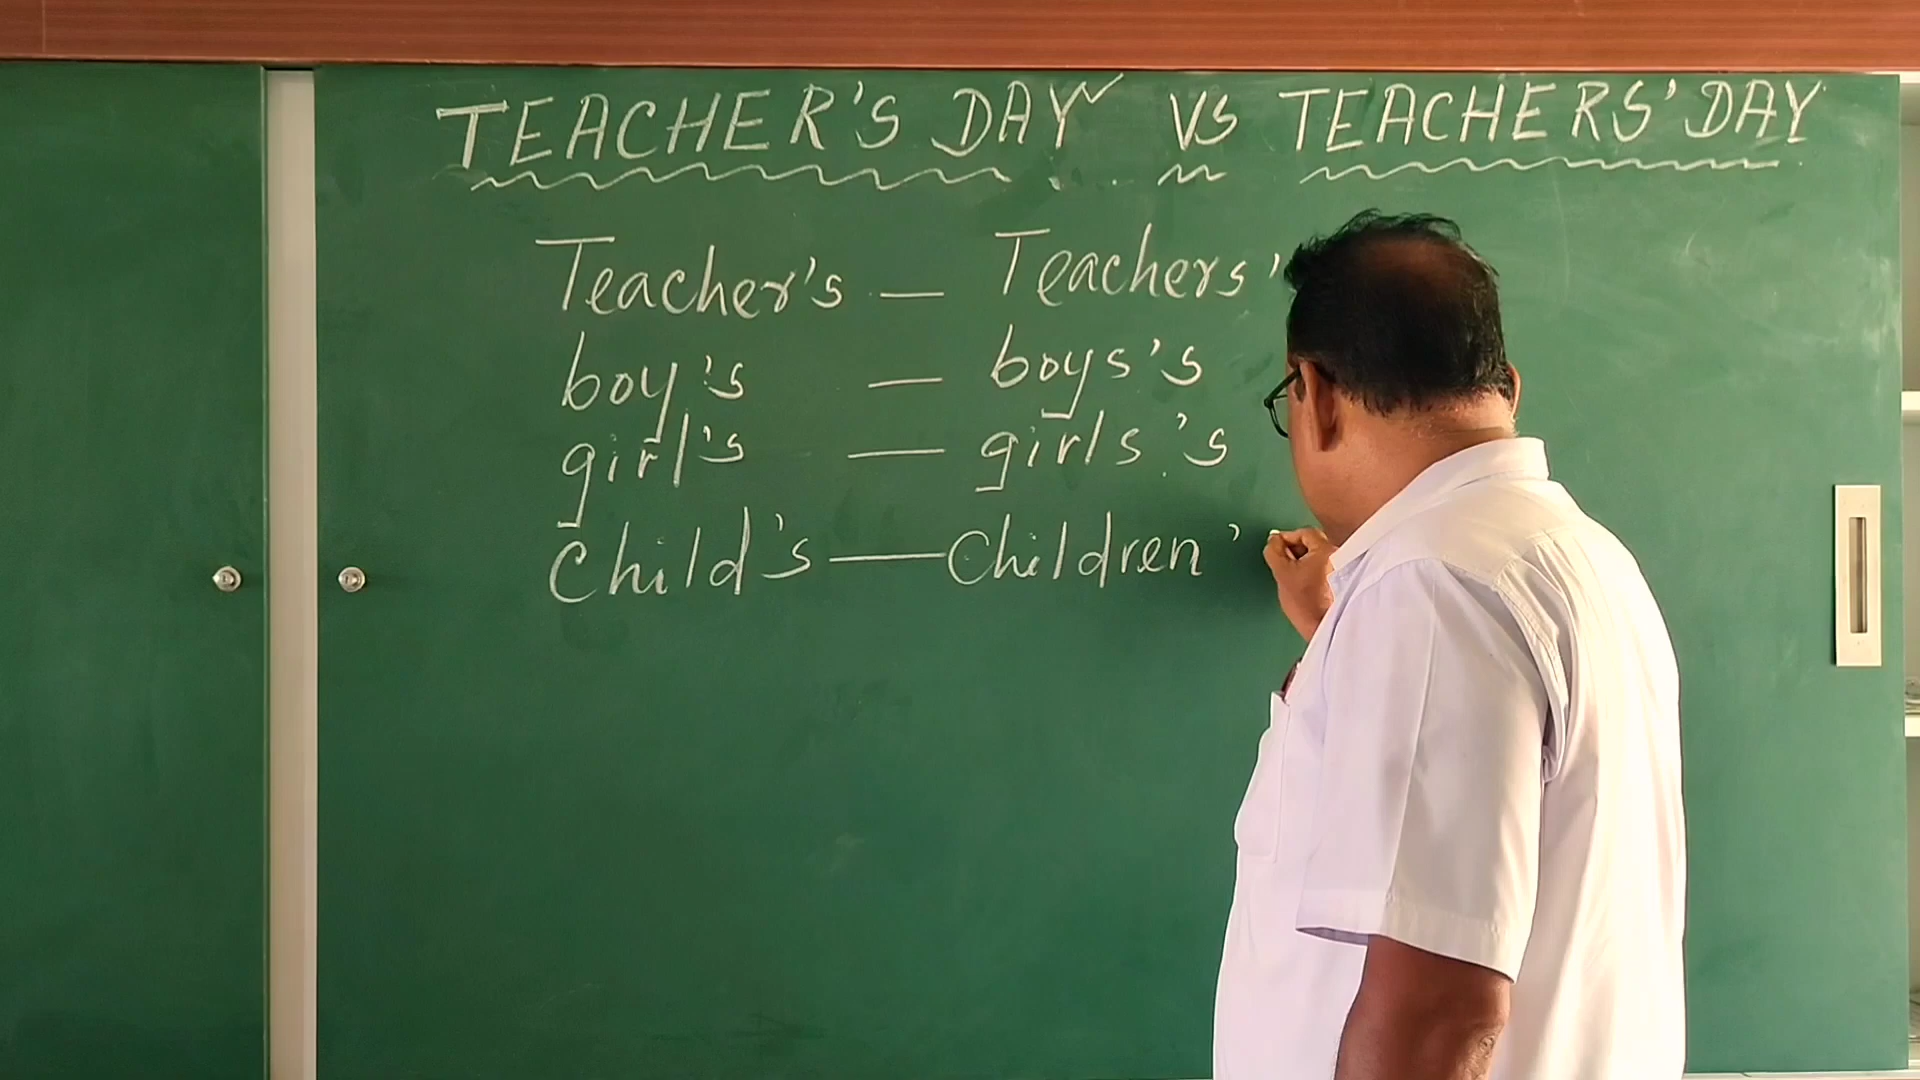 TEACHER'S DAY VS TEACHERS' DAY
Teacher's — Teachers'
boy's — boys's
girl's — girls's
Child's — Children'